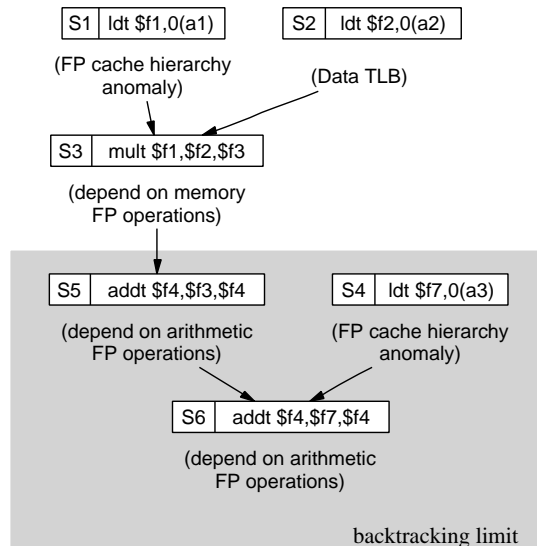 S1 ldt $f1,0(a1) S2 ldt $f2,0(a2)
(FP cache hierarchy
anomaly)
(Data TLB)
S3 mult $f1,$f2,$f3
(depend on memory
FP operations)
S5 addt $f4,$f3,$f4 S4 ldt $f7,0(a3)
(depend on arithmetic
FP operations)
(FP cache hierarchy
anomaly)
S6 addt $f4,$f7,$f4
(depend on arithmetic
FP operations)
backtracking limit